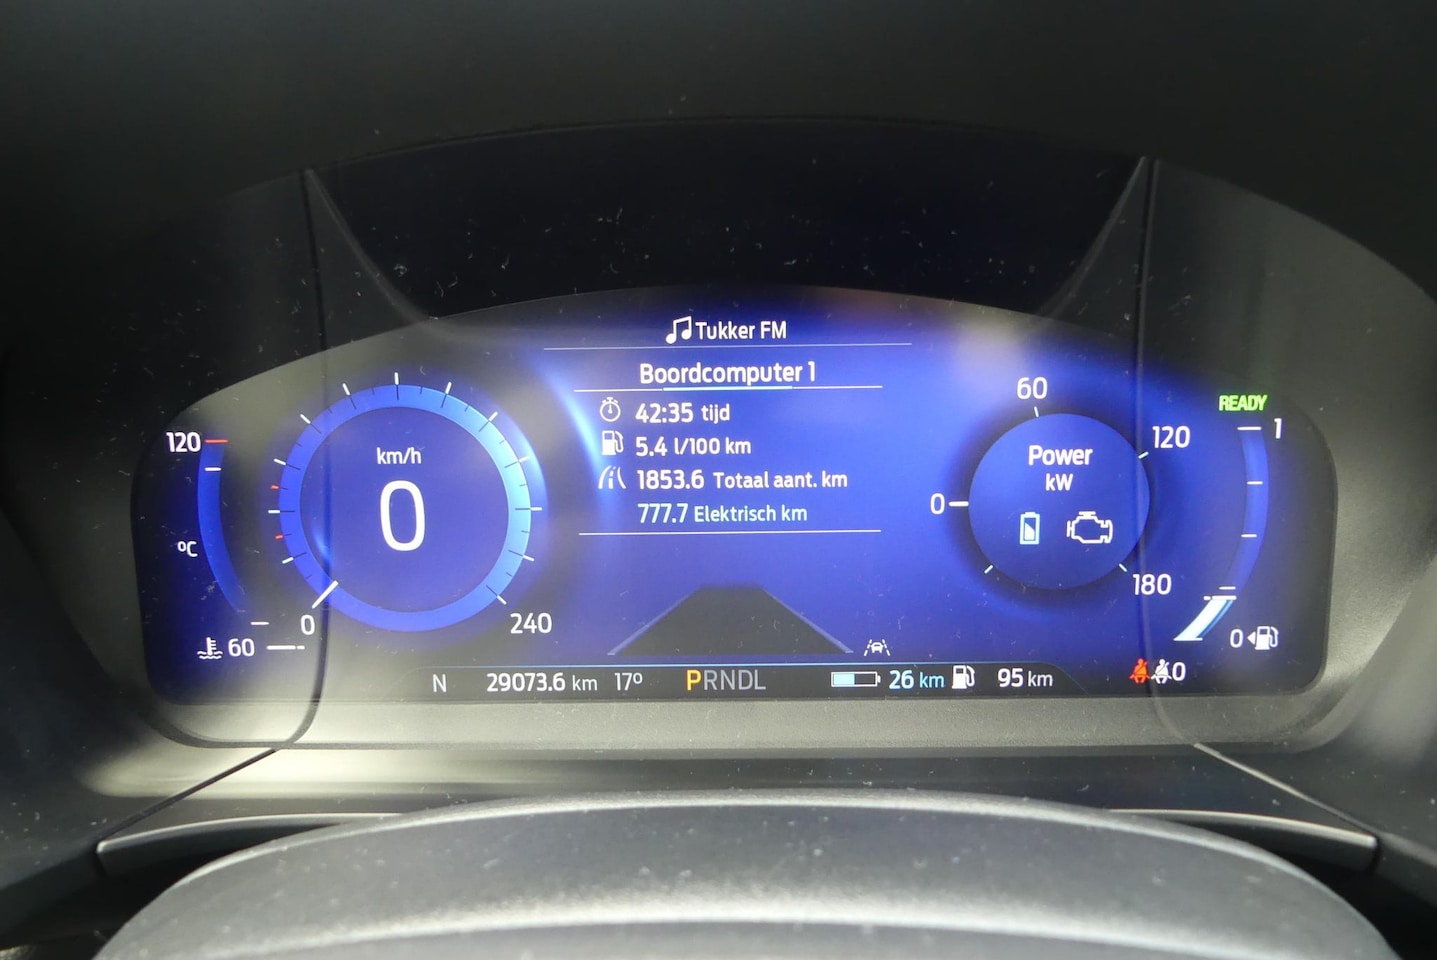 Tukker FM
Boordcomputer 1
42:35 tijd
5.4 l/100 km
1853.6 Totaal aant. km
777.7 Elektrisch km
120
°C
60
km/h
0
0
240
Power
kW
0
60
120
180
READY
1
0
N 29073.6 km 17° PRNDL 26 km 95 km
0